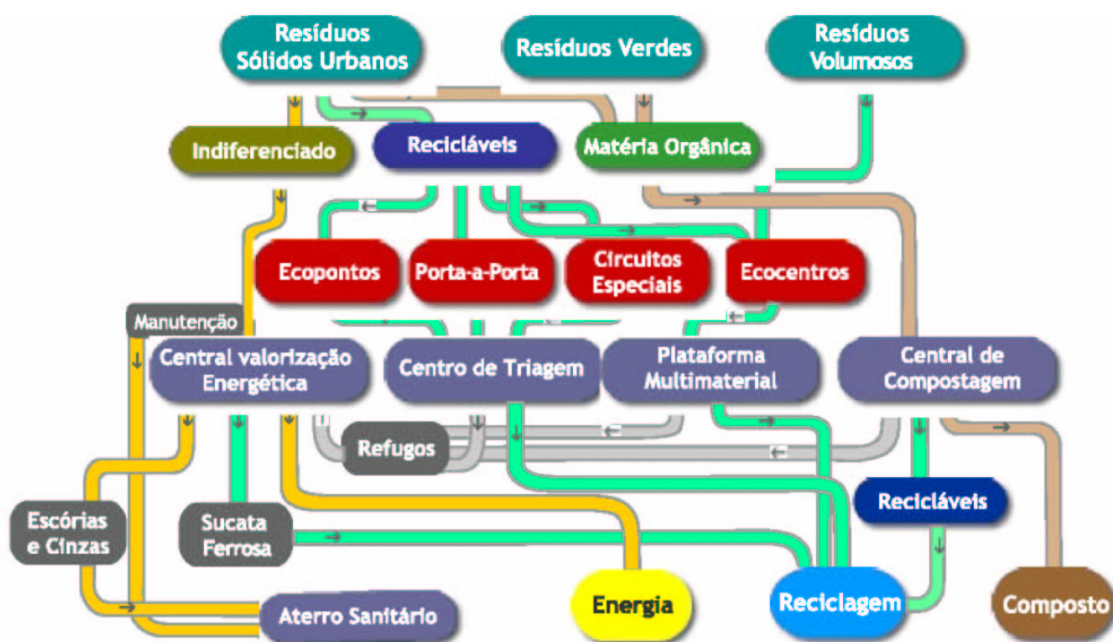 Resíduos
Sólidos Urbanos
Resíduos Verdes
Resíduos
Volumosos
Indiferenciado
Recicláveis
Matéria Orgânica
Ecopontos
Porta-a-Porta
Circuitos
Especiais
Ecocentros
Manutenção
Central valorização
Energética
Centro de Triagem
Plataforma
Multimaterial
Central de
Compostagem
Refugos
Recicláveis
Escórias
e Cinzas
Sucata
Ferrosa
Aterro Sanitário
Energia
Reciclagem
Composto